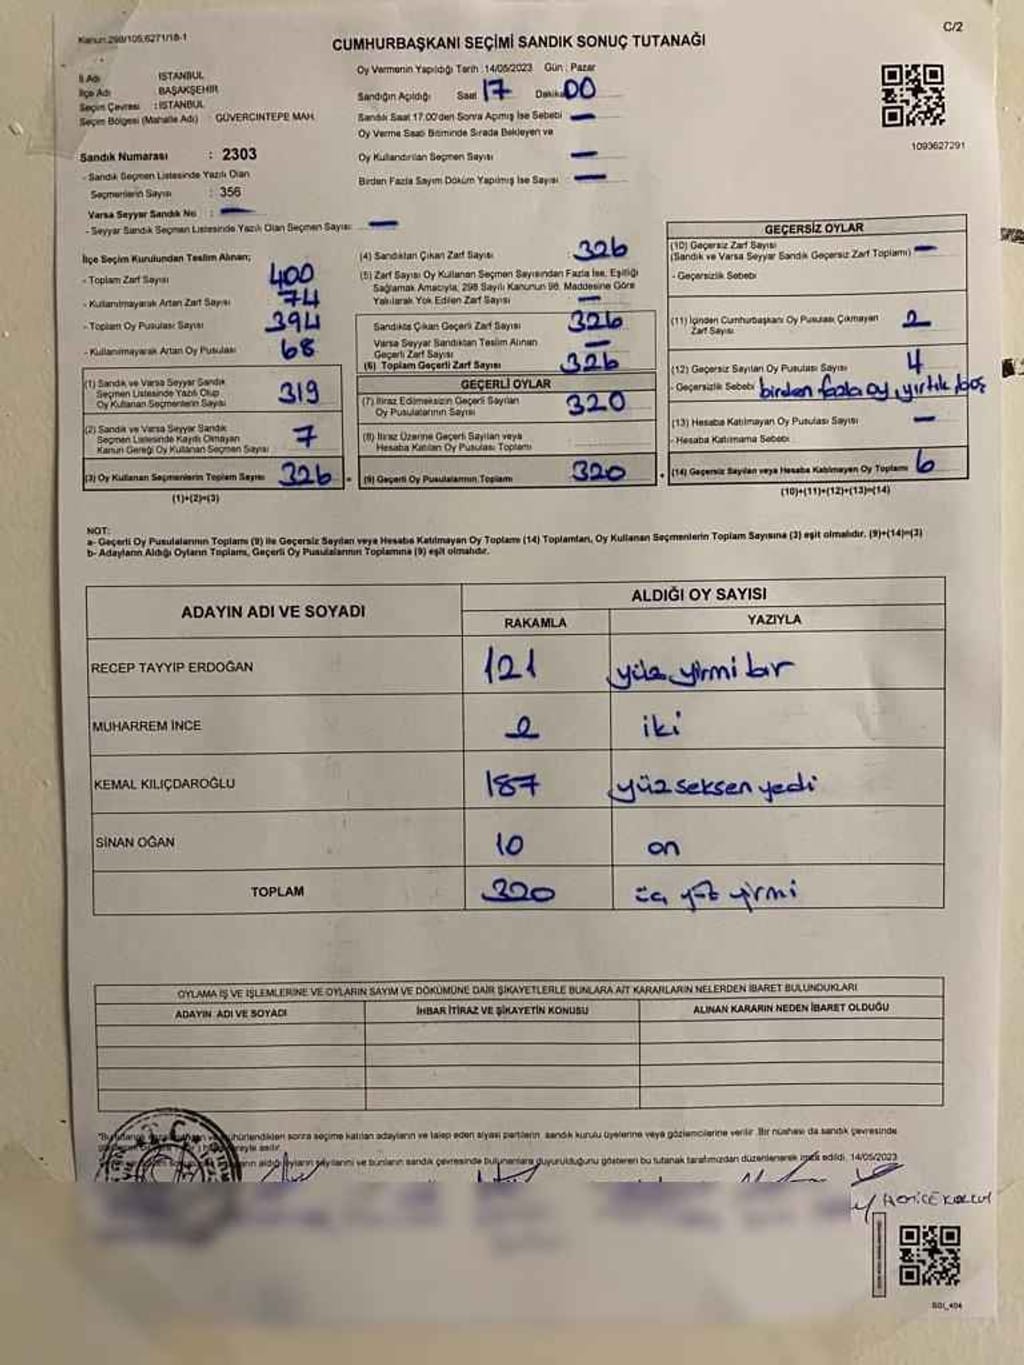 Kanun:298/105;6271/18-1
C/2
CUMHURBAŞKANI SEÇİMİ SANDIK SONUÇ TUTANAĞI
İl Adı : İSTANBUL
İlçe Adı BAŞAKŞEHİR
Seçim Çevresi : İSTANBUL
Seçim Bölgesi (Mahalle Adı) : GÜVERCİNTEPE MAH.
Sandık Numarası : 2303
- Sandık Seçmen Listesinde Yazılı Olan
Seçmenlerin Sayısı : 356
Varsa Seyyar Sandık No : —
- Seyyar Sandık Seçmen Listesinde Yazılı Olan Seçmen Sayısı: —
Oy Vermenin Yapıldığı Tarih :14/05/2023 Gün : Pazar
Sandığın Açıldığı Saat 17 Dakika 00
Sandık Saat 17.00'den Sonra Açmış İse Sebebi —
Oy Verme Saati Bitiminde Sırada Bekleyen ve
Oy Kullandırılan Seçmen Sayısı —
Birden Fazla Sayım Döküm Yapılmış İse Sayısı : —
1093627291
İlçe Seçim Kurulundan Teslim Alınan;
- Toplam Zarf Sayısı : 400
- Kullanılmayarak Artan Zarf Sayısı : 74
- Toplam Oy Pusulası Sayısı : 394
- Kullanılmayarak Artan Oy Pusulası : 68
(1) Sandık ve Varsa Seyyar Sandık
Seçmen Listesinde Yazılı Olup
Oy Kullanan Seçmenlerin Sayısı : 319
(2) Sandık ve Varsa Seyyar Sandık
Seçmen Listesinde Kayıtlı Olmayan
Kanun Gereği Oy Kullanan Seçmen Sayısı : 7
(3) Oy Kullanan Seçmenlerin Toplam Sayısı : 326
(1)+(2)=(3)
(4) Sandıktan Çıkan Zarf Sayısı : 326
(5) Zarf Sayısı Oy Kullanan Seçmen Sayısından Fazla İse, Eşitliği
Sağlamak Amacıyla, 298 Sayılı Kanunun 98. Maddesine Göre
Yakılarak Yok Edilen Zarf Sayısı : —
Sandıkta Çıkan Geçerli Zarf Sayısı : 326
Varsa Seyyar Sandıktan Teslim Alınan
Geçerli Zarf Sayısı : —
(6) Toplam Geçerli Zarf Sayısı : 326
GEÇERLİ OYLAR
(7) İtiraz Edilmeksizin Geçerli Sayılan
Oy Pusulalarının Sayısı : 320
(8) İtiraz Üzerine Geçerli Sayılan veya
Hesaba Katılan Oy Pusulası Toplamı
(9) Geçerli Oy Pusulalarının Toplamı : 320
GEÇERSİZ OYLAR
(10) Geçersiz Zarf Sayısı
(Sandık ve Varsa Seyyar Sandık Geçersiz Zarf Toplamı) : —
- Geçersizlik Sebebi
(11) İçinden Cumhurbaşkanı Oy Pusulası Çıkmayan
Zarf Sayısı : 2
(12) Geçersiz Sayılan Oy Pusulası Sayısı : 4
- Geçersizlik Sebebi birden fazla oy, yırtık, boş
(13) Hesaba Katılmayan Oy Pusulası Sayısı : —
- Hesaba Katılmama Sebebi
(14) Geçersiz Sayılan veya Hesaba Katılmayan Oy Toplamı : 6
(10)+(11)+(12)+(13)=(14)
NOT:
a- Geçerli Oy Pusulalarının Toplamı (9) ile Geçersiz Sayılan veya Hesaba Katılmayan Oy Toplamı (14) Toplamları, Oy Kullanan Seçmenlerin Toplam Sayısına (3) eşit olmalıdır. (9)+(14)=(3)
b- Adayların Aldığı Oyların Toplamı, Geçerli Oy Pusulalarının Toplamına (9) eşit olmalıdır.
ADAYIN ADI VE SOYADI
ALDIĞI OY SAYISI
RAKAMLA YAZIYLA
RECEP TAYYIP ERDOĞAN 121 yüz yirmi bir
MUHARREM İNCE 2 iki
KEMAL KILIÇDAROĞLU 187 yüz seksen yedi
SİNAN OĞAN 10 on
TOPLAM 320 üç yüz yirmi
OYLAMA İŞ VE İŞLEMLERİNE VE OYLARIN SAYIM VE DÖKÜMÜNE DAİR ŞİKAYETLERLE BUNLARA AİT KARARLARIN NELERDEN İBARET BULUNDUKLARI
ADAYIN ADI VE SOYADI İHBAR İTİRAZ VE ŞİKAYETİN KONUSU ALINAN KARARIN NEDEN İBARET OLDUĞU
sonra seçime katılan adayların ve talep eden siyasi partilerin sandık kurulu üyelerine veya gözlemcilerine verilir. Bir nüshası da sandık çevresinde
aldığı oyların sayılarını ve bunların sandık çevresinde bulunanlara duyurulduğunu gösteren bu tutanak tarafımızdan düzenlenerek imza edildi. 14/05/2023
T.C.